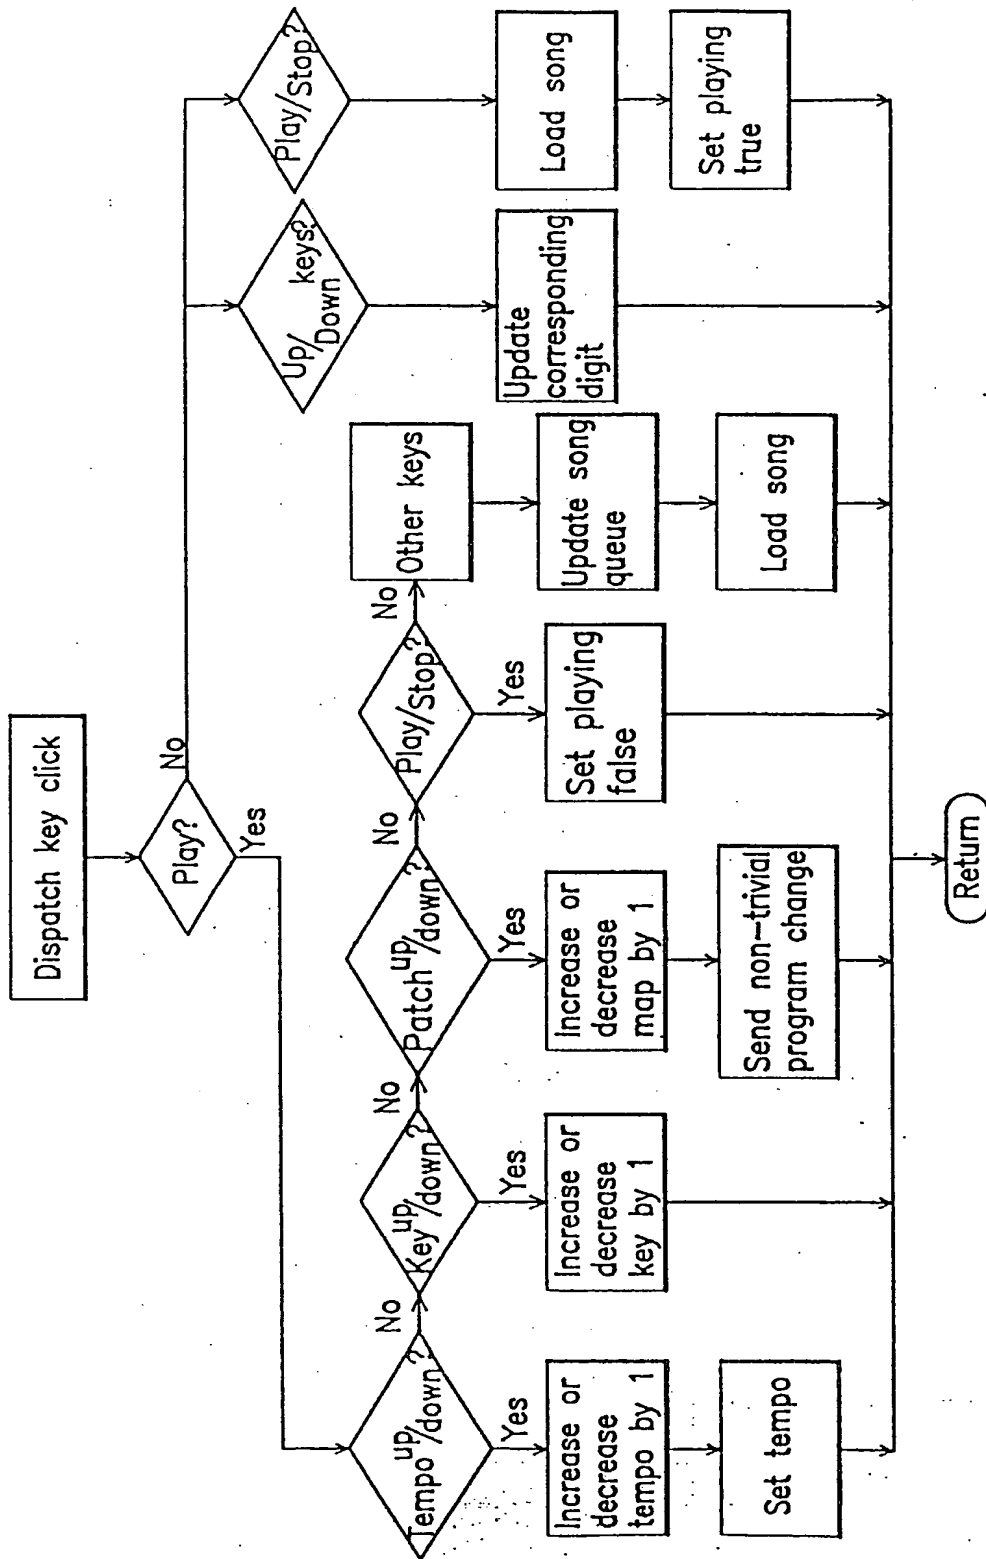 Dispatch key click
Play?
No
Yes
Tempo up/down?
No
Yes
Increase or
decrease
tempo by 1
Set tempo
Key up/down?
No
Yes
Increase or
decrease
key by 1
Patch up/down?
No
Yes
Increase or
decrease
map by 1
Send non-trivial
program change
Play/Stop?
No
Yes
Set playing
false
Other keys
Update song
queue
Load song
Up/
Down keys?
Update
corresponding
digit
Play/Stop?
Load song
Set playing
true
Return